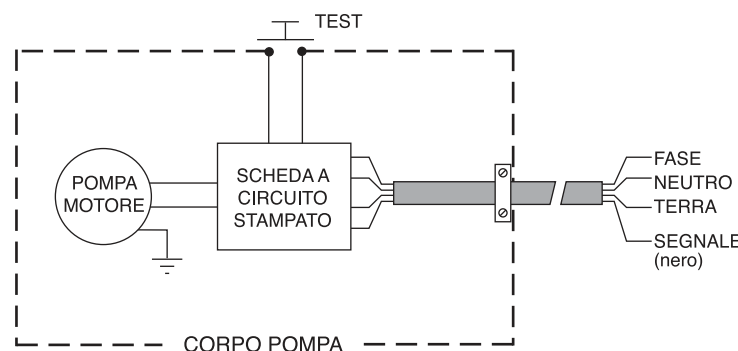 TEST
POMPA
MOTORE
SCHEDA A
CIRCUITO
STAMPATO
FASE
NEUTRO
TERRA
SEGNALE
(nero)
CORPO POMPA